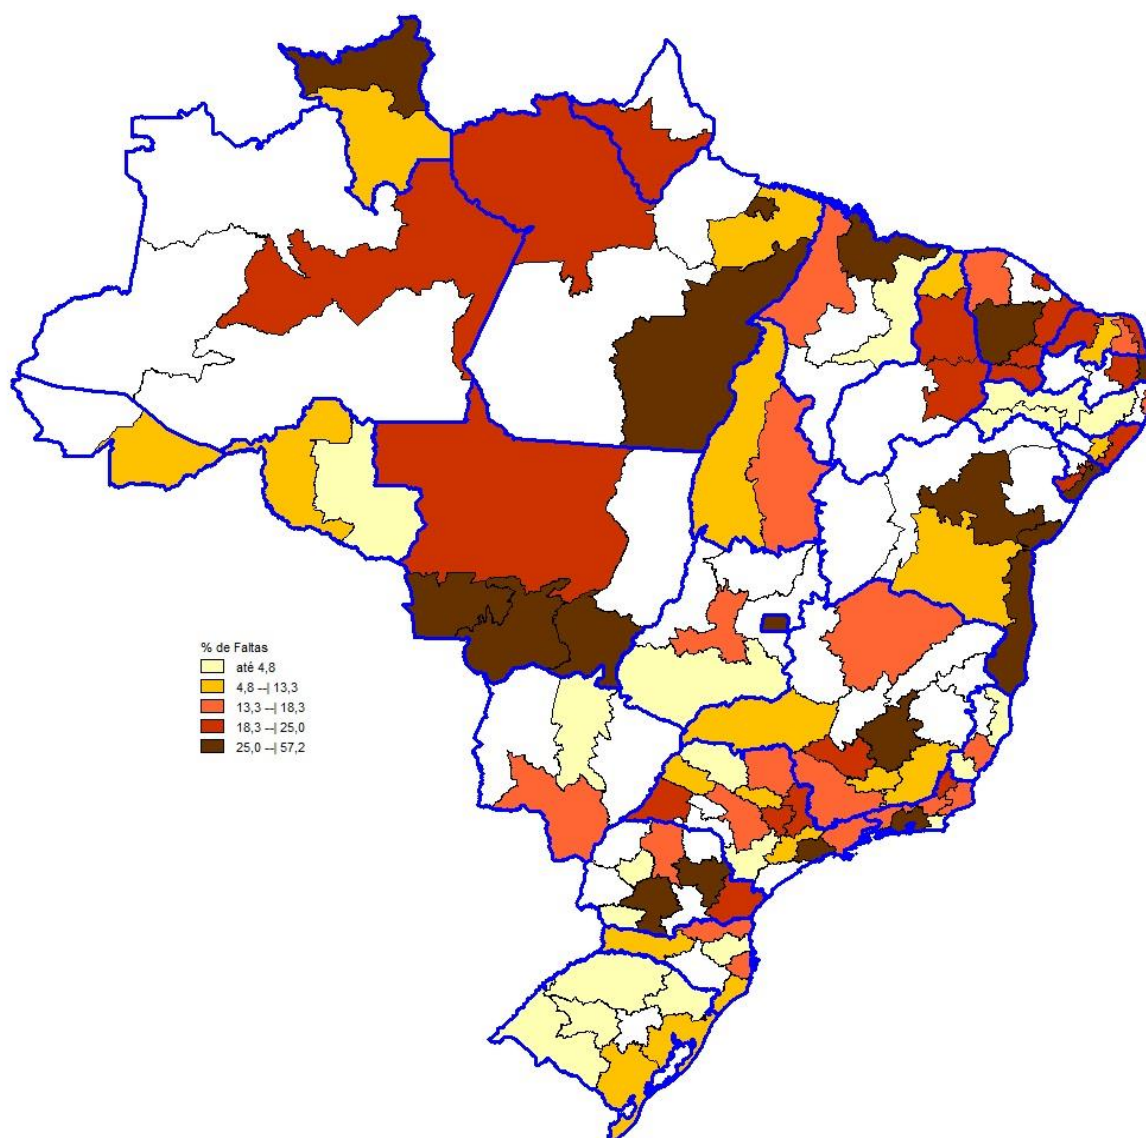 % de Faltas
até 4,8
4,8 --| 13,3
13,3 --| 18,3
18,3 --| 25,0
25,0 --| 57,2